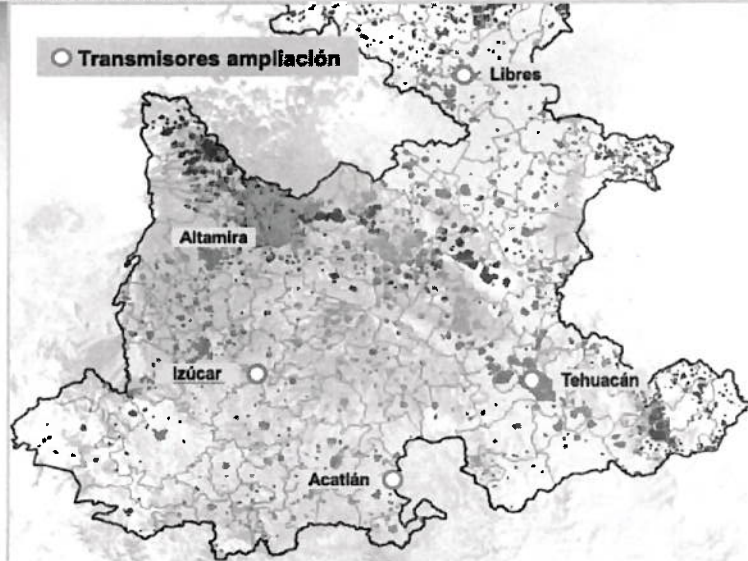 Transmisores ampliación
Libres
Altamira
Izúcar
Tehuacán
Acatlán